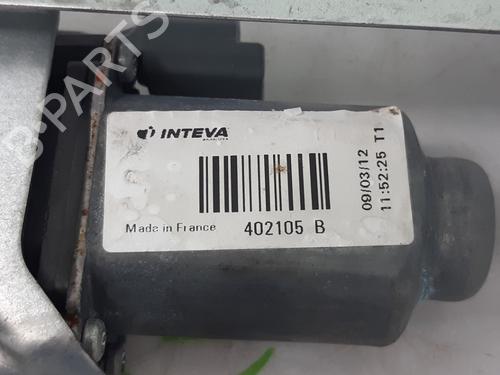 INTEVA
Made in France
402105 B
09/03/12
11:52:25 T1
B-PARTS